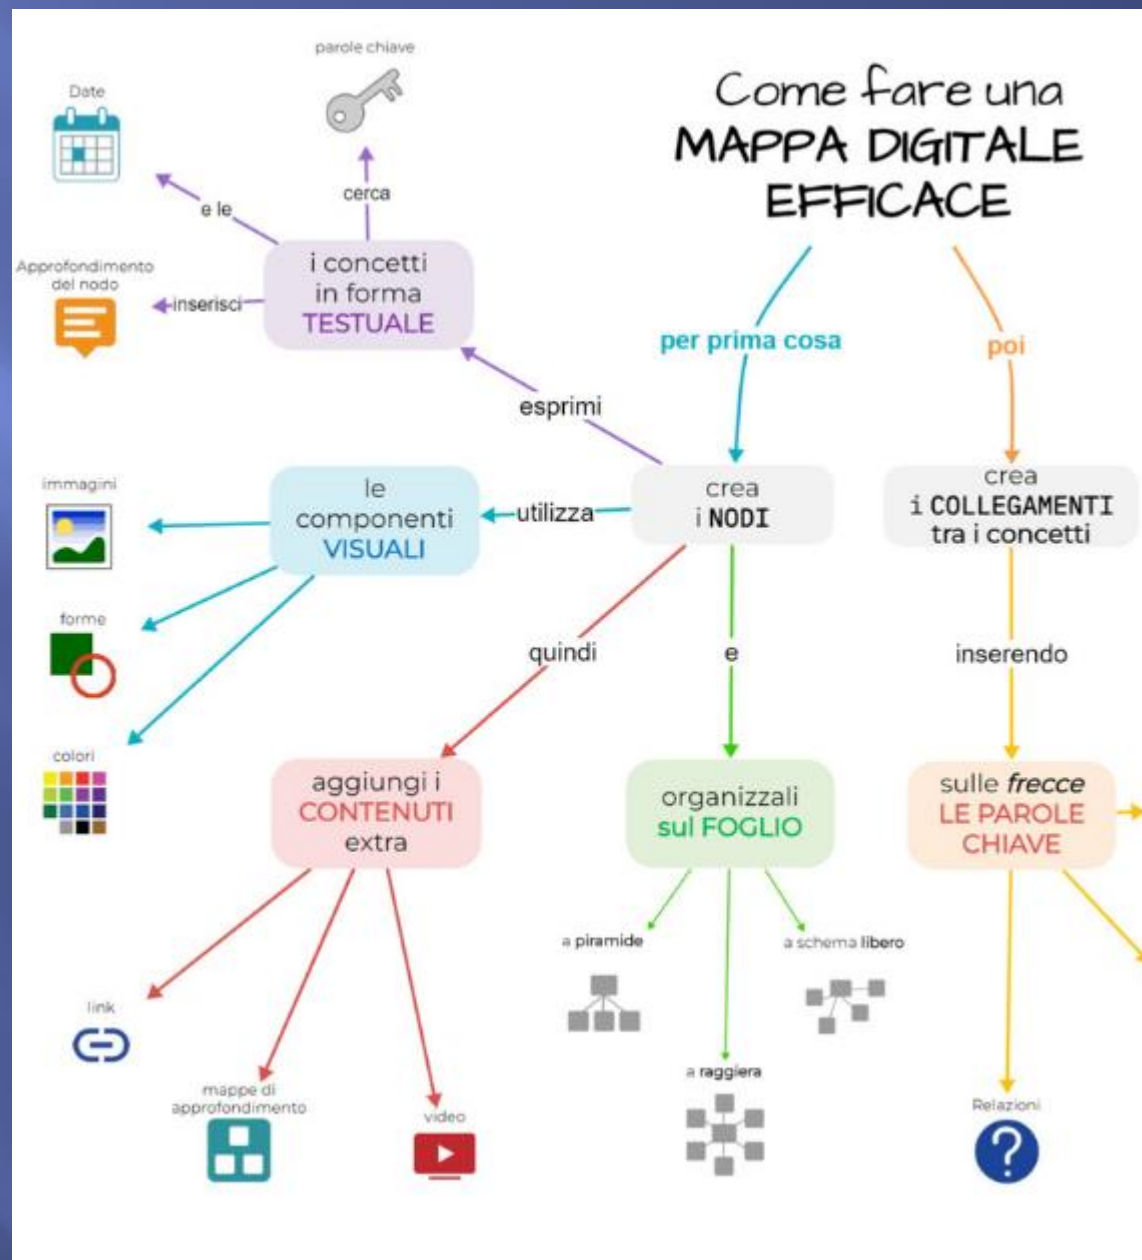 Come fare una
MAPPA DIGITALE
EFFICACE
parole chiave
Date
cerca
e le
i concetti
in forma
TESTUALE
Approfondimento
del nodo
inserisci
per prima cosa
poi
esprimi
crea
i NODI
crea
i COLLEGAMENTI
tra i concetti
utilizza
le
componenti
VISUALI
immagini
forme
colori
quindi
e
inserendo
aggiungi i
CONTENUTI
extra
organizzali
sul FOGLIO
sulle frecce
LE PAROLE
CHIAVE
a piramide
a schema libero
a raggiera
link
mappe di
approfondimento
video
Relazioni